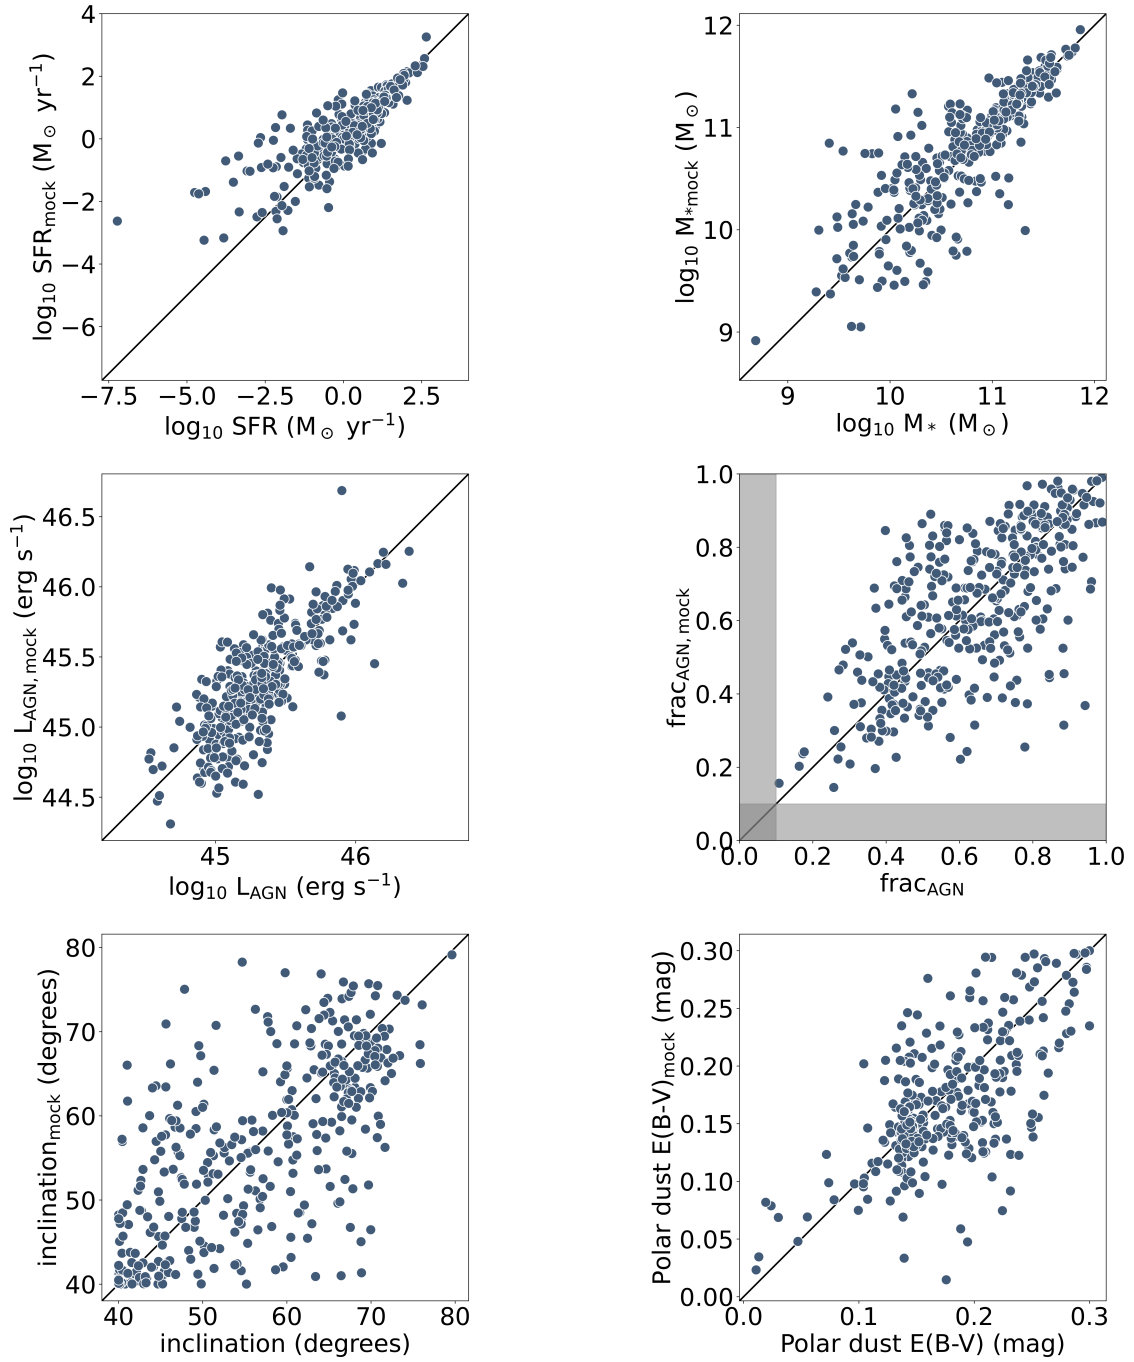 4
2
0
−2
−4
−6
log₁₀ SFRₘₒcₖ (M⊙ yr⁻¹)
−7.5 −5.0 −2.5 0.0 2.5
log₁₀ SFR (M⊙ yr⁻¹)
12
11
10
9
log₁₀ M*mock (M⊙)
9 10 11 12
log₁₀ M* (M⊙)
46.5
46.0
45.5
45.0
44.5
log₁₀ LAGN, mock (erg s⁻¹)
45 46
log₁₀ LAGN (erg s⁻¹)
1.0
0.8
0.6
0.4
0.2
0.0
fracAGN, mock
0.0 0.2 0.4 0.6 0.8 1.0
fracAGN
80
70
60
50
40
inclinationmock (degrees)
40 50 60 70 80
inclination (degrees)
0.30
0.25
0.20
0.15
0.10
0.05
0.00
Polar dust E(B-V)mock (mag)
0.0 0.1 0.2 0.3
Polar dust E(B-V) (mag)